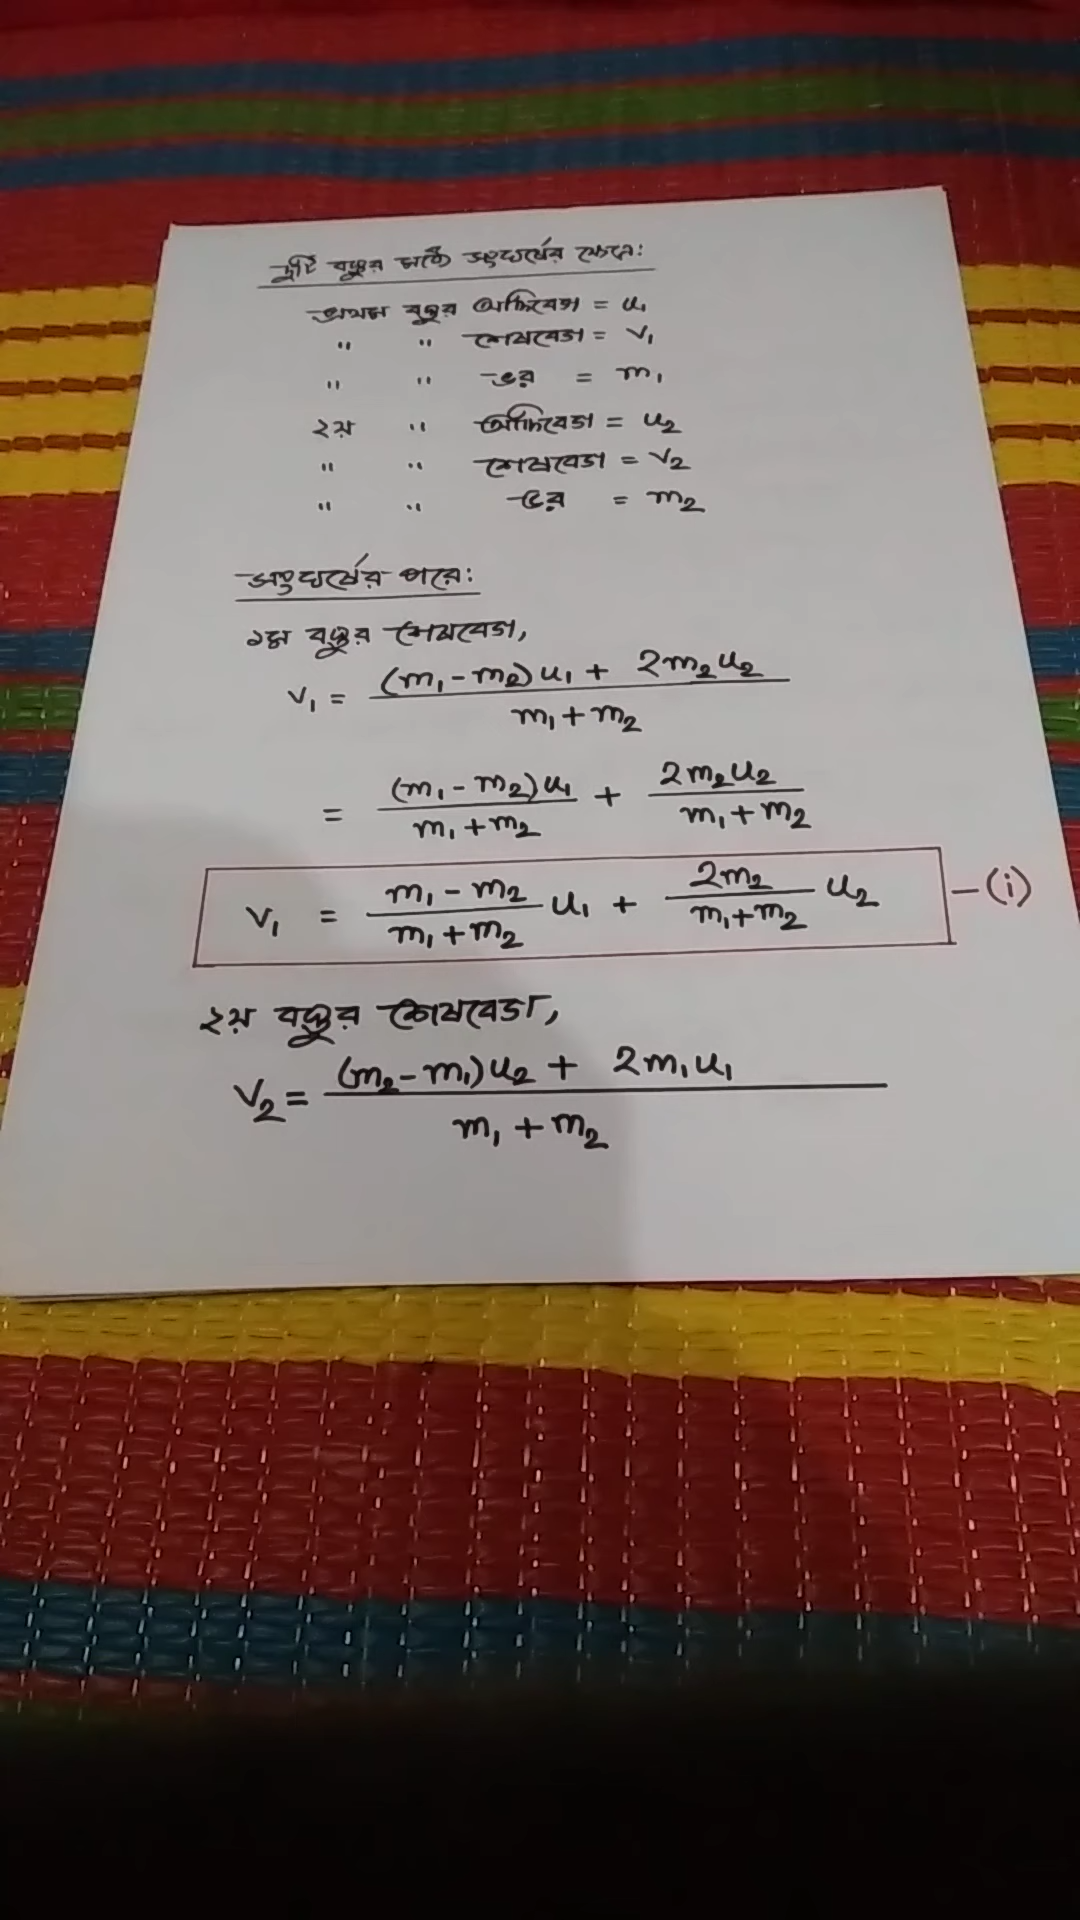 দুটি বস্তুর মধ্যে সংঘর্ষের ক্ষেত্রে:
প্রথম বস্তুর আদিবেগ = u₁
" " শেষবেগ = v₁
" " ভর = m₁
২য় " আদিবেগ = u₂
" " শেষবেগ = v₂
" " ভর = m₂
সংঘর্ষের পরে:
১ম বস্তুর শেষবেগ,
v₁ = (m₁ - m₂)u₁ + 2m₂u₂ / m₁ + m₂
= (m₁ - m₂)u₁ / m₁ + m₂ + 2m₂u₂ / m₁ + m₂
v₁ = m₁ - m₂ / m₁ + m₂ u₁ + 2m₂ / m₁ + m₂ u₂ — (i)
২য় বস্তুর শেষবেগ,
v₂ = (m₂ - m₁)u₂ + 2m₁u₁ / m₁ + m₂